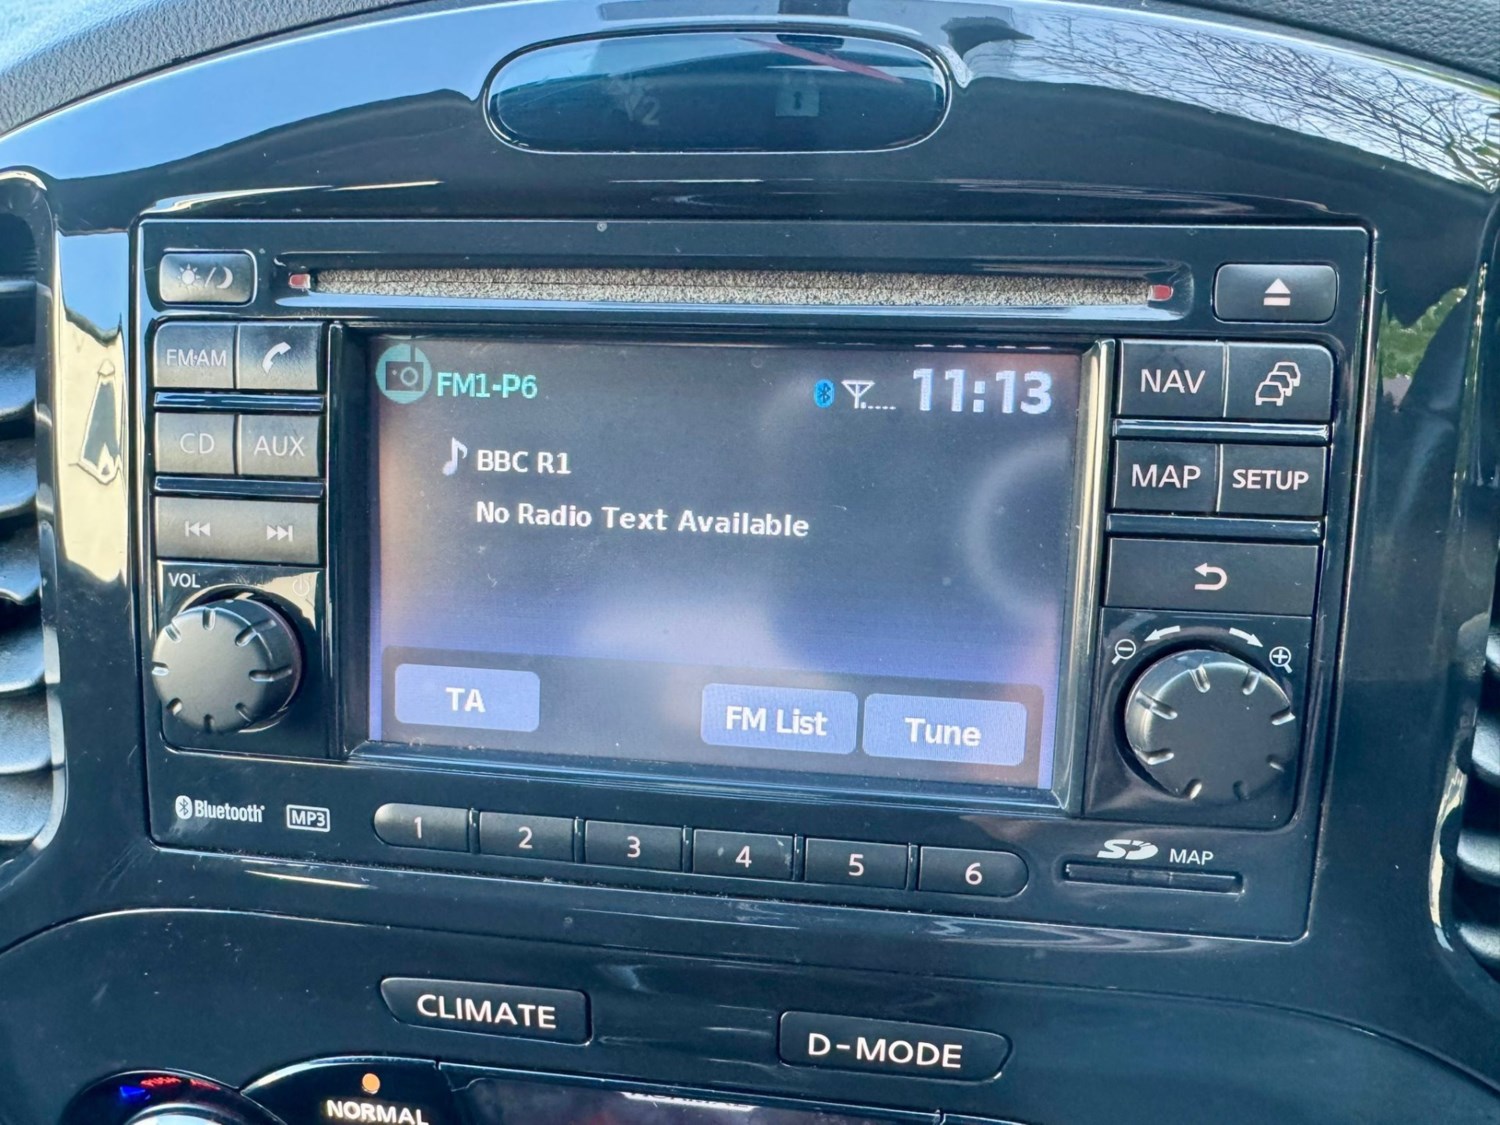 FM·AM
CD
AUX
VOL
FM1-P6
11:13
BBC R1
No Radio Text Available
TA
FM List
Tune
NAV
MAP
SETUP
Bluetooth
MP3
1
2
3
4
5
6
SD
MAP
CLIMATE
D-MODE
NORMAL